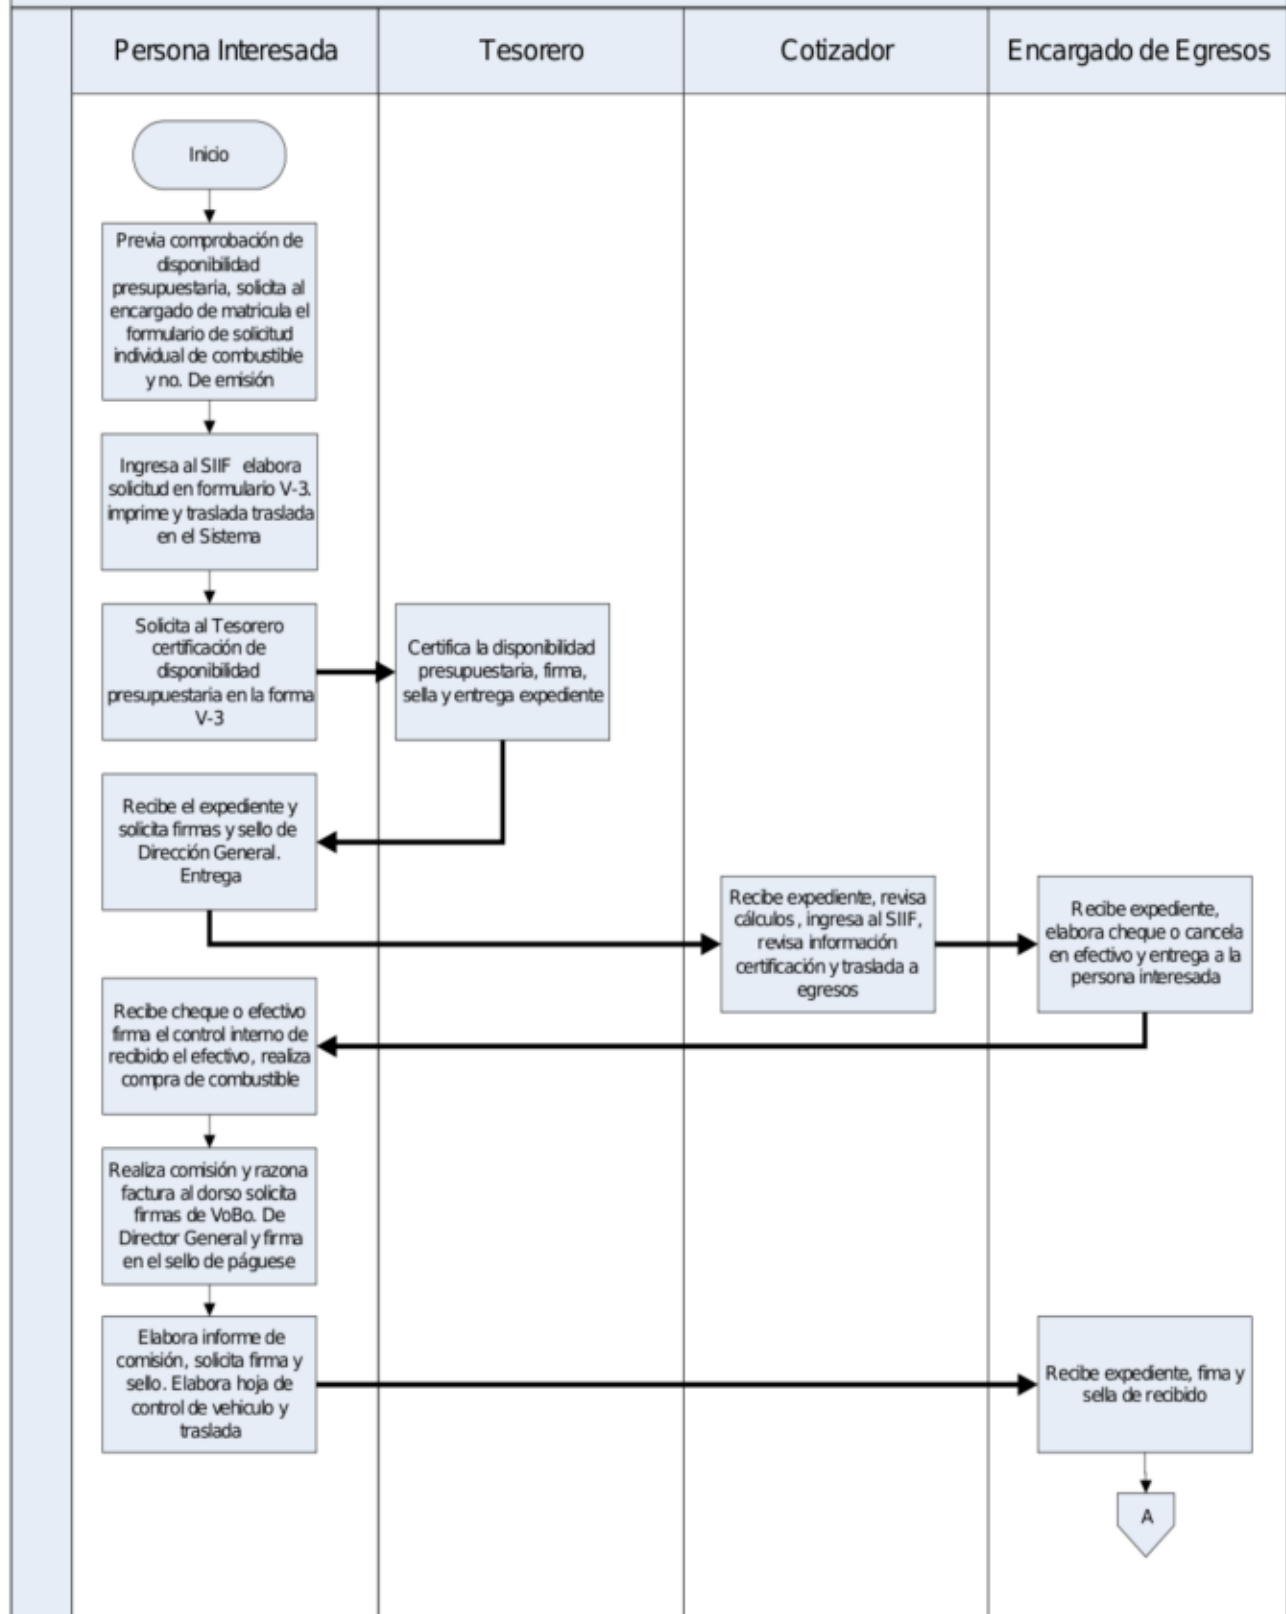 Persona Interesada
Tesorero
Cotizador
Encargado de Egresos
Inicio
Previa comprobación de
disponibilidad
presupuestaria, solicita al
encargado de matricula el
formulario de solicitud
individual de combustible
y no. De emisión
Ingresa al SIIF elabora
solicitud en formulario V-3.
imprime y traslada traslada
en el Sistema
Solicita al Tesorero
certificación de
disponibilidad
presupuestaria en la forma
V-3
Certifica la disponibilidad
presupuestaria, firma,
sella y entrega expediente
Recibe el expediente y
solicita firmas y sello de
Dirección General.
Entrega
Recibe expediente, revisa
cálculos, ingresa al SIIF,
revisa información
certificación y traslada a
egresos
Recibe expediente,
elabora cheque o cancela
en efectivo y entrega a la
persona interesada
Recibe cheque o efectivo
firma el control interno de
recibido el efectivo, realiza
compra de combustible
Realiza comisión y razona
factura al dorso solicita
firmas de VoBo. De
Director General y firma
en el sello de páguese
Elabora informe de
comisión, solicita firma y
sello. Elabora hoja de
control de vehiculo y
traslada
Recibe expediente, fima y
sella de recibido
A